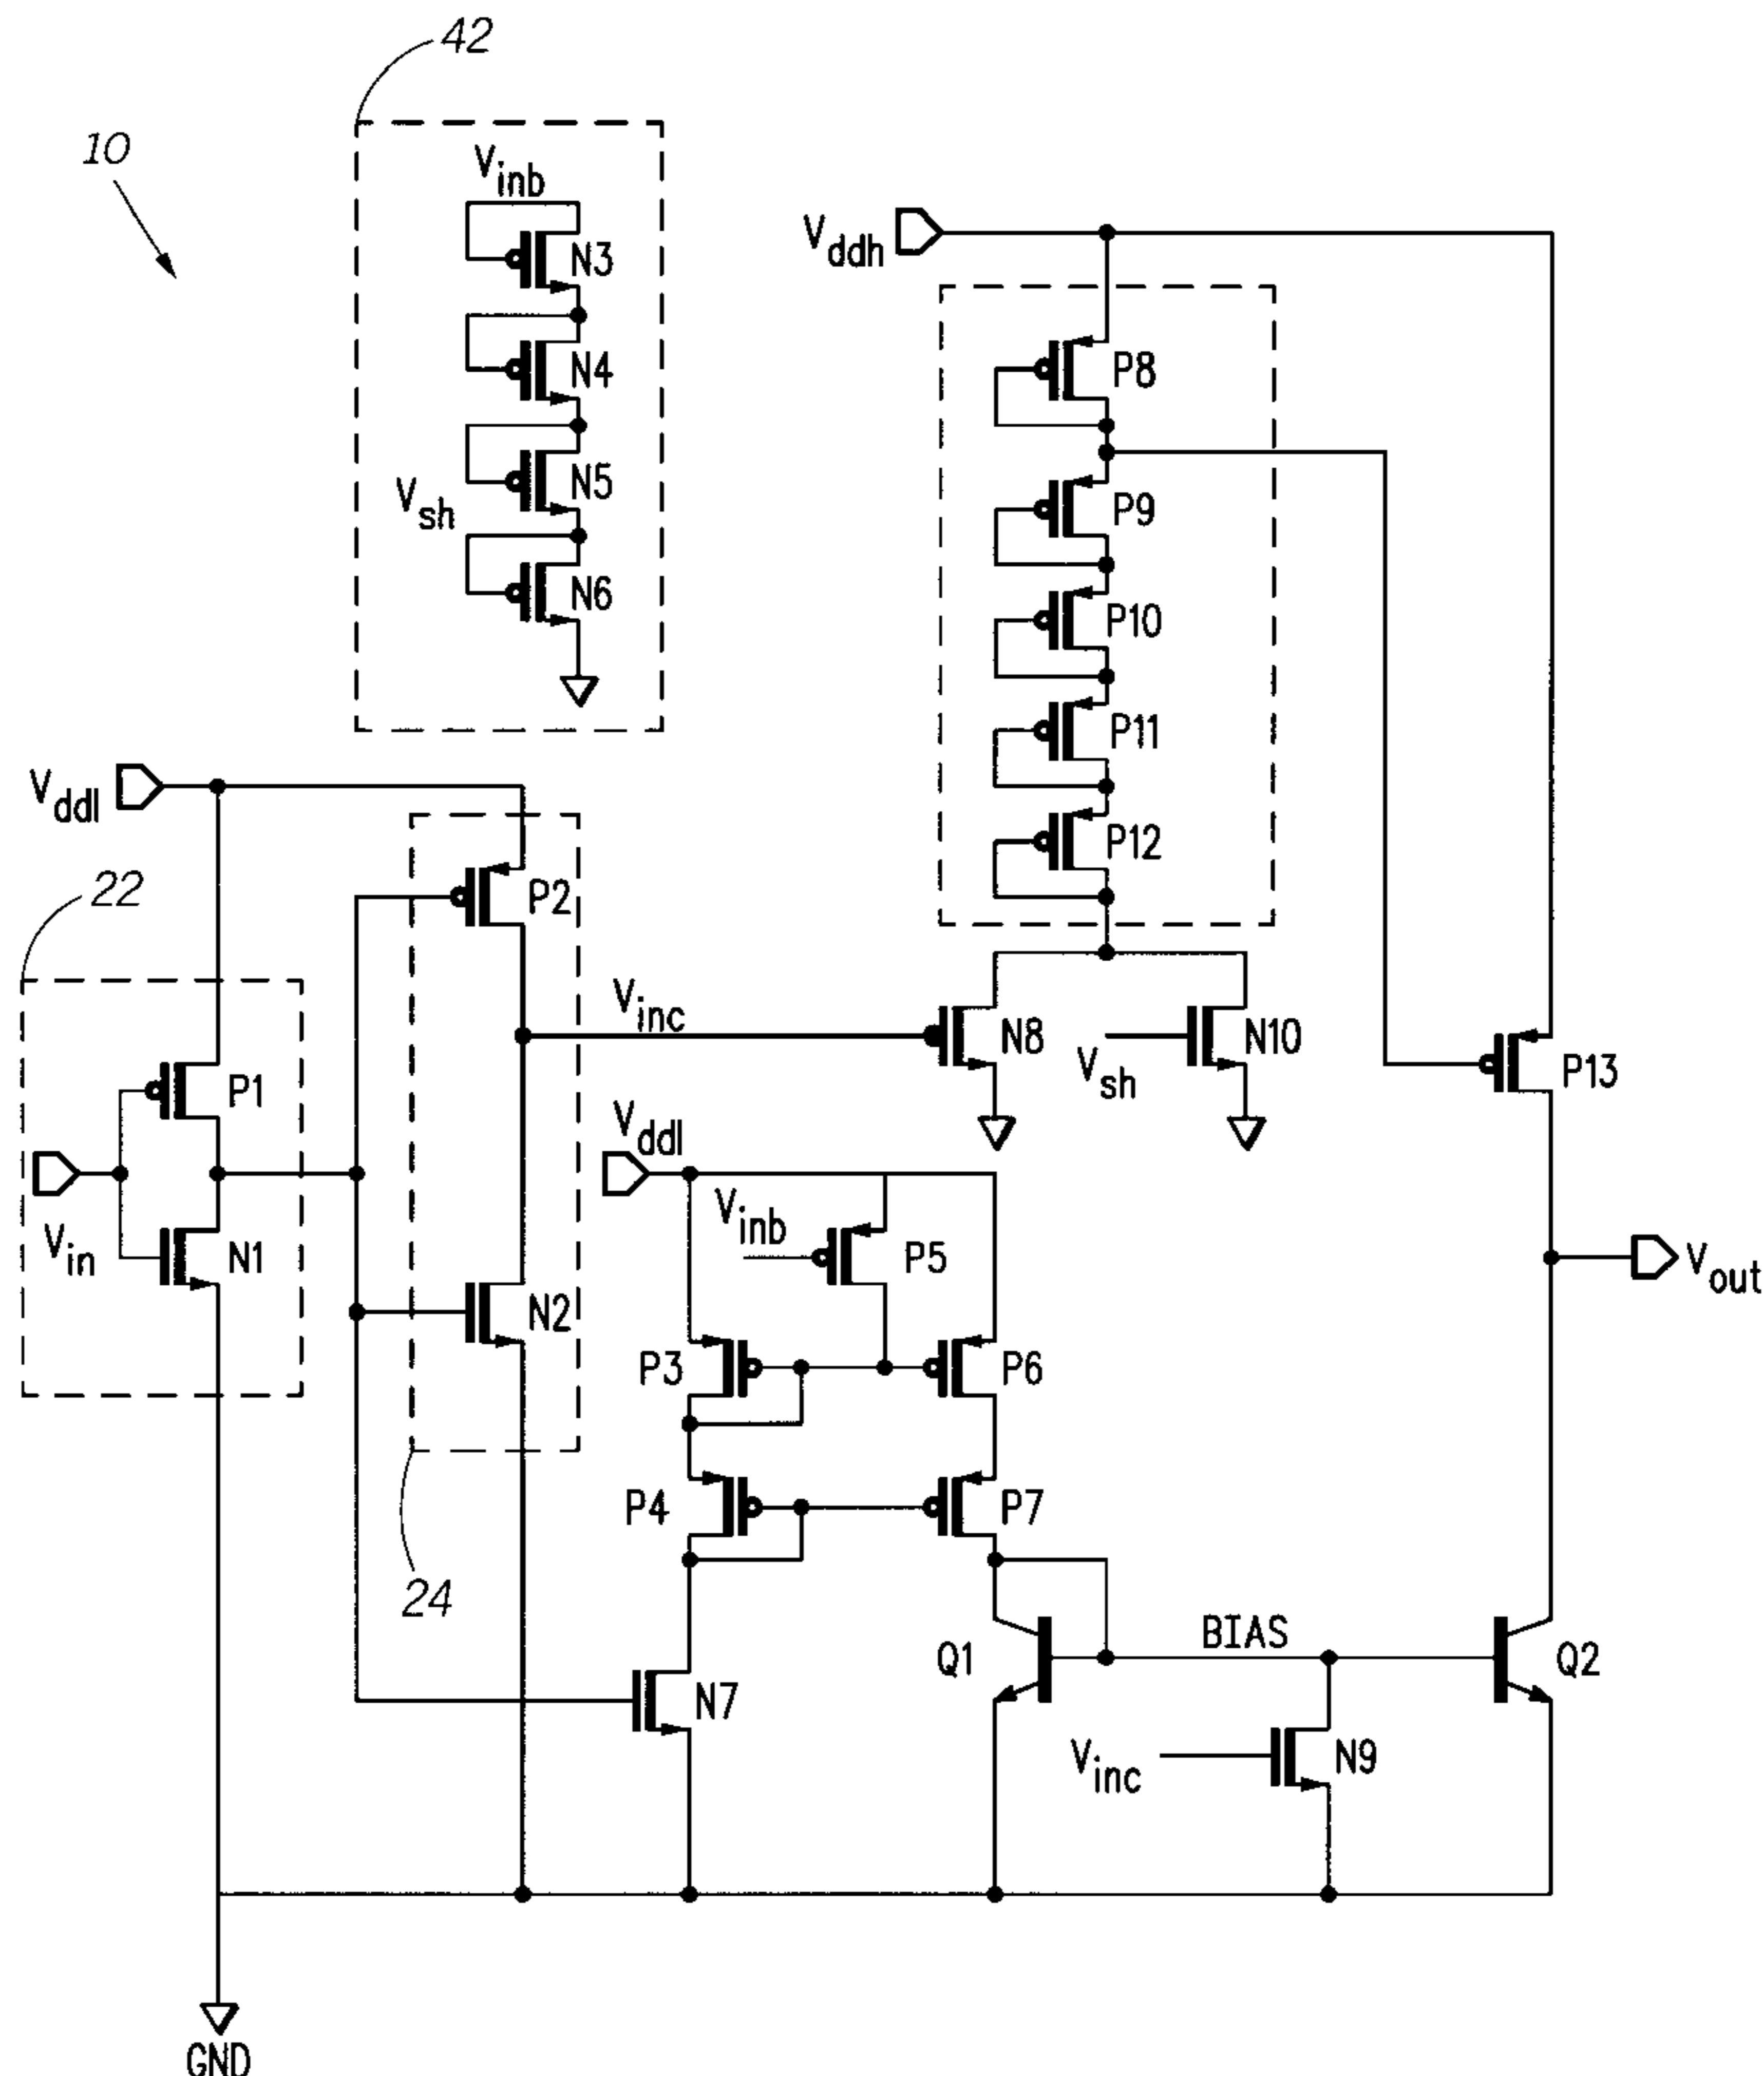 42
10
Vinb
N3
Vddh
N4
P8
Vsh
N5
P9
N6
P10
P11
Vddl
P12
22
P2
Vinc
N8
N10
Vsh
P13
P1
Vddl
Vin
N1
Vinb
P5
Vout
N2
P3
P6
P4
P7
24
BIAS
Q1
Q2
N7
Vinc
N9
GND